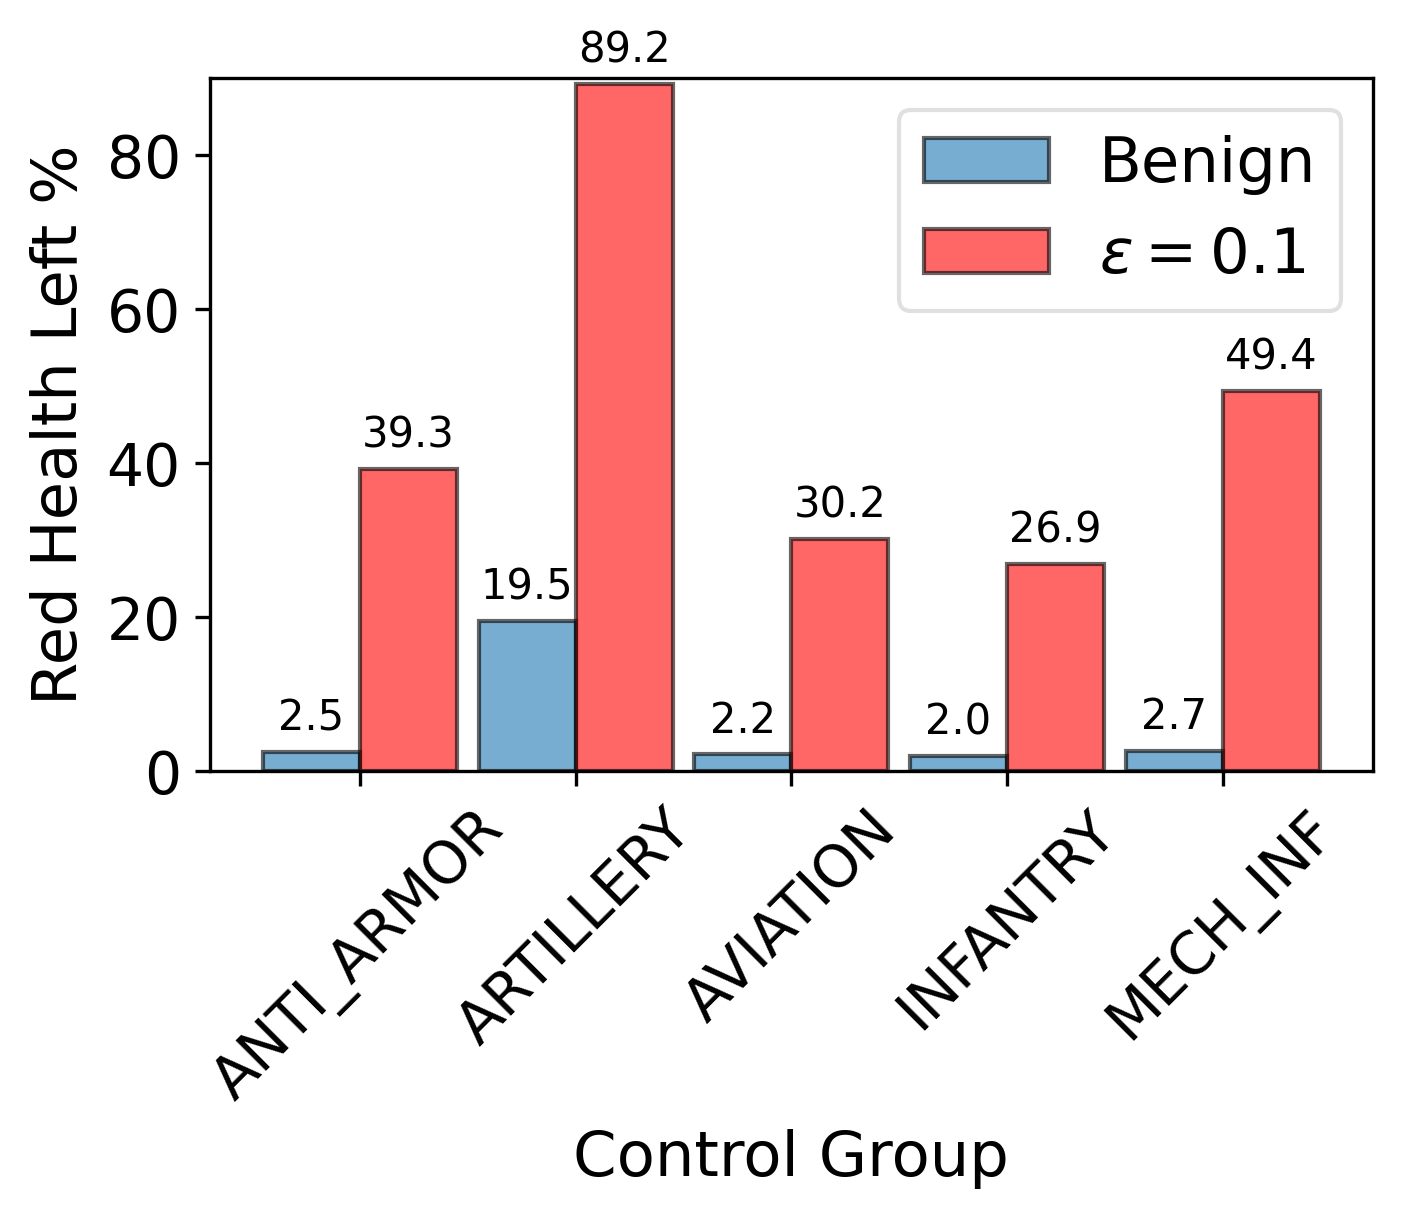 89.2
Red Health Left %
80
60
40
20
0
Benign
ε = 0.1
49.4
39.3
30.2
26.9
19.5
2.5
2.2
2.0
2.7
ANTI_ARMOR
ARTILLERY
AVIATION
INFANTRY
MECH_INF
Control Group